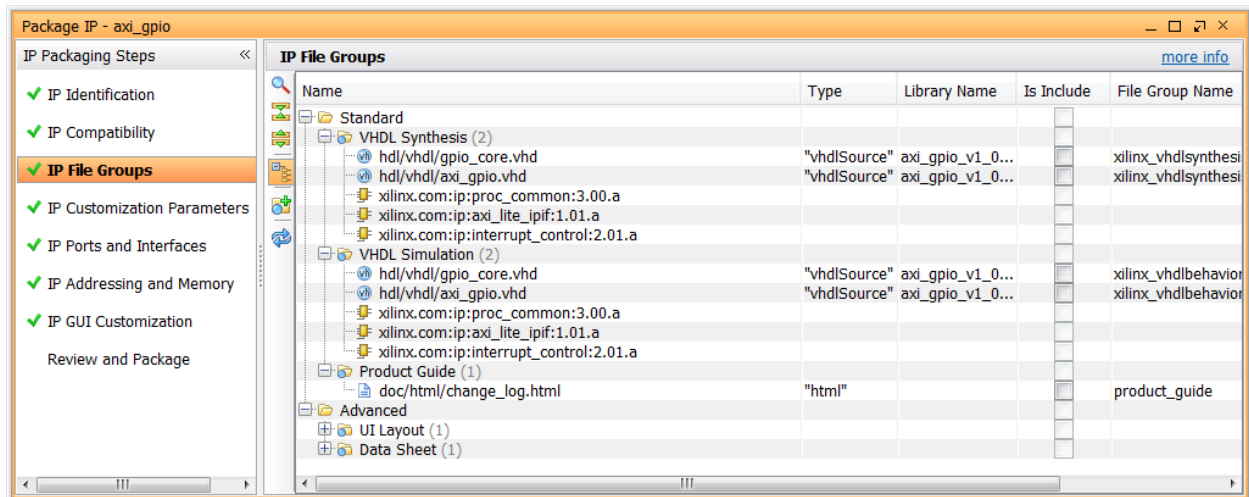 Package IP - axi_gpio
IP Packaging Steps
IP Identification
IP Compatibility
IP File Groups
IP Customization Parameters
IP Ports and Interfaces
IP Addressing and Memory
IP GUI Customization
Review and Package
IP File Groups more info
Name Type Library Name Is Include File Group Name
Standard
VHDL Synthesis (2)
hdl/vhdl/gpio_core.vhd "vhdlSource" axi_gpio_v1_0... xilinx_vhdlsynthesi
hdl/vhdl/axi_gpio.vhd "vhdlSource" axi_gpio_v1_0... xilinx_vhdlsynthesi
xilinx.com:ip:proc_common:3.00.a
xilinx.com:ip:axi_lite_ipif:1.01.a
xilinx.com:ip:interrupt_control:2.01.a
VHDL Simulation (2)
hdl/vhdl/gpio_core.vhd "vhdlSource" axi_gpio_v1_0... xilinx_vhdlbehavior
hdl/vhdl/axi_gpio.vhd "vhdlSource" axi_gpio_v1_0... xilinx_vhdlbehavior
xilinx.com:ip:proc_common:3.00.a
xilinx.com:ip:axi_lite_ipif:1.01.a
xilinx.com:ip:interrupt_control:2.01.a
Product Guide (1)
doc/html/change_log.html "html" product_guide
Advanced
UI Layout (1)
Data Sheet (1)